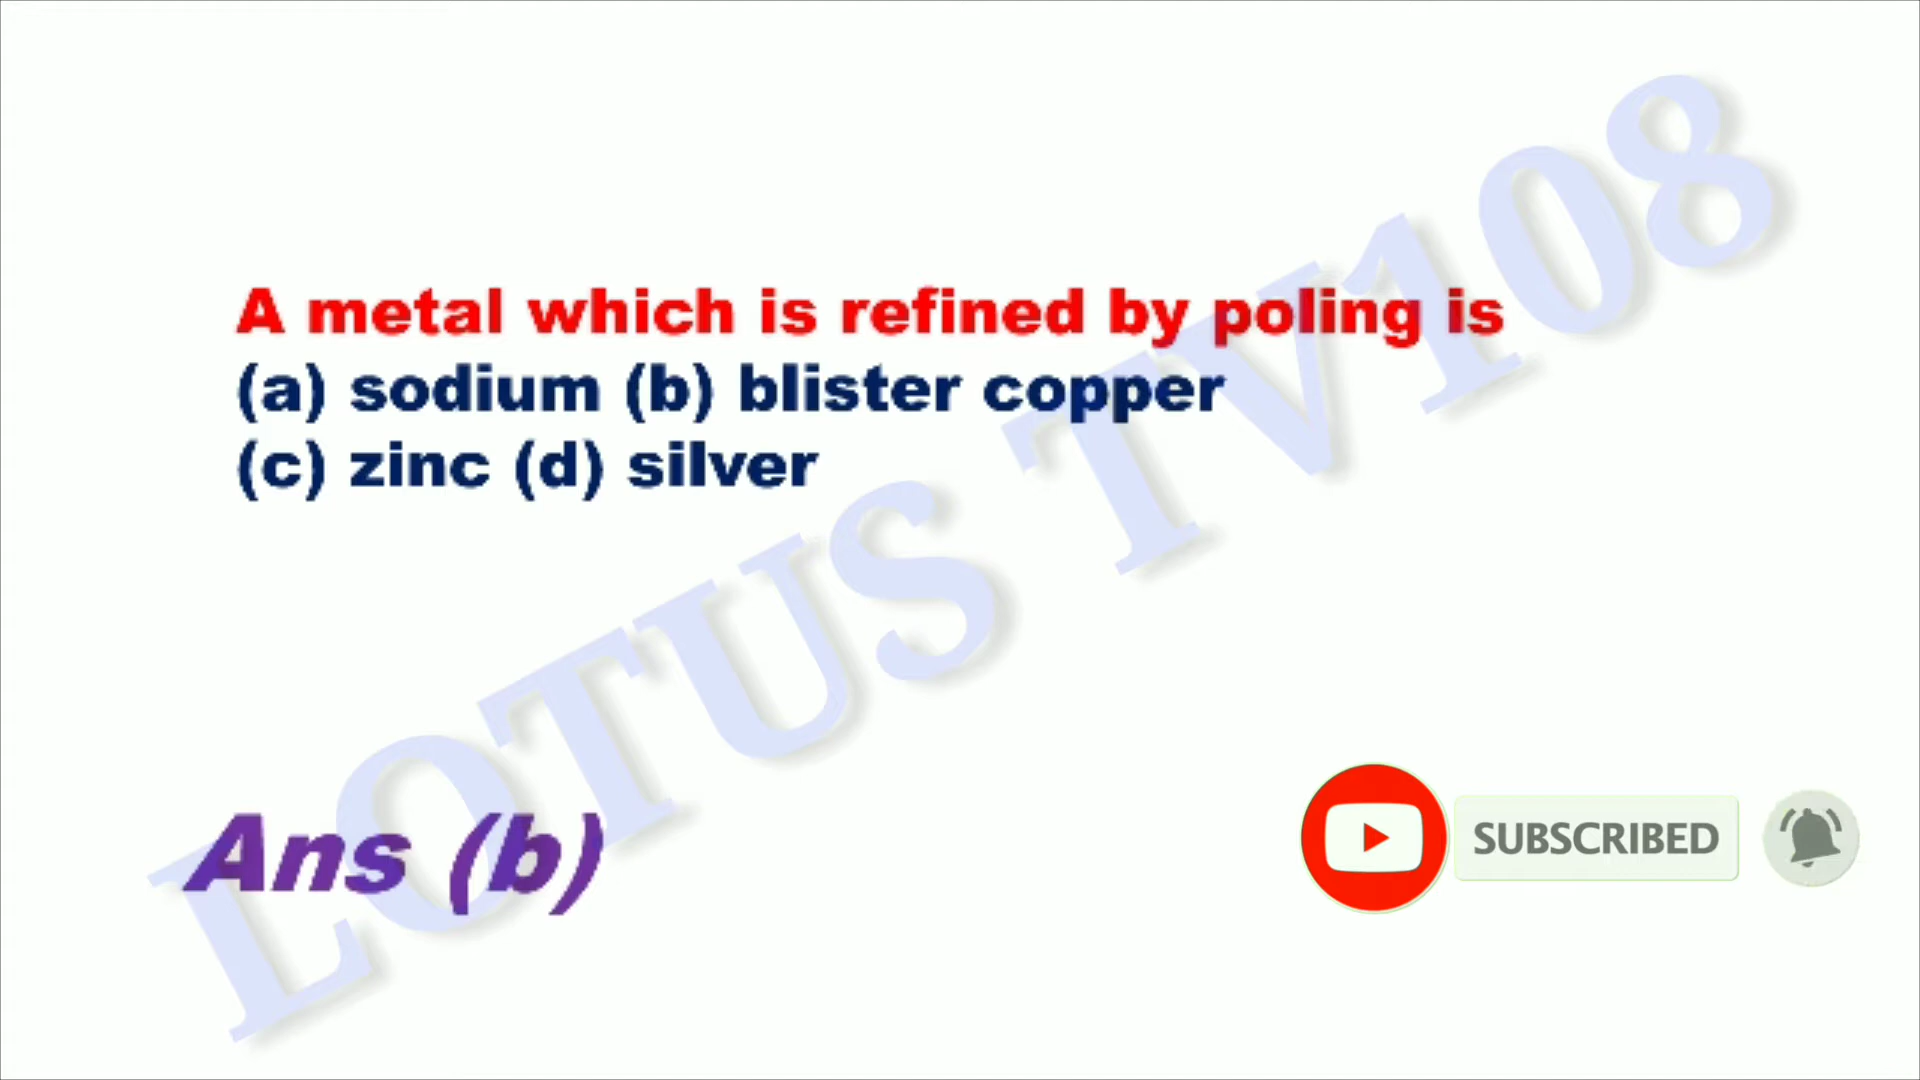 A metal which is refined by poling is
(a) sodium (b) blister copper
(c) zinc (d) silver
LOTUS TV108
Ans (b)
SUBSCRIBED